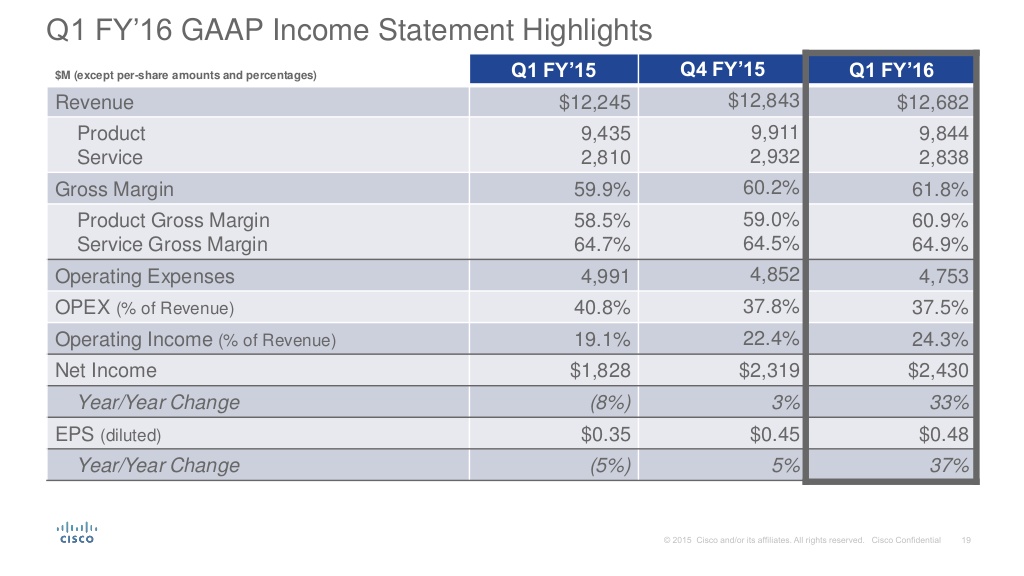 Q1 FY’16 GAAP Income Statement Highlights
$M (except per-share amounts and percentages) Q1 FY’15 Q4 FY’15 Q1 FY’16
Revenue $12,245 $12,843 $12,682
Product 9,435 9,911 9,844
Service 2,810 2,932 2,838
Gross Margin 59.9% 60.2% 61.8%
Product Gross Margin 58.5% 59.0% 60.9%
Service Gross Margin 64.7% 64.5% 64.9%
Operating Expenses 4,991 4,852 4,753
OPEX (% of Revenue) 40.8% 37.8% 37.5%
Operating Income (% of Revenue) 19.1% 22.4% 24.3%
Net Income $1,828 $2,319 $2,430
Year/Year Change (8%) 3% 33%
EPS (diluted) $0.35 $0.45 $0.48
Year/Year Change (5%) 5% 37%
CISCO
© 2015 Cisco and/or its affiliates. All rights reserved. Cisco Confidential 19